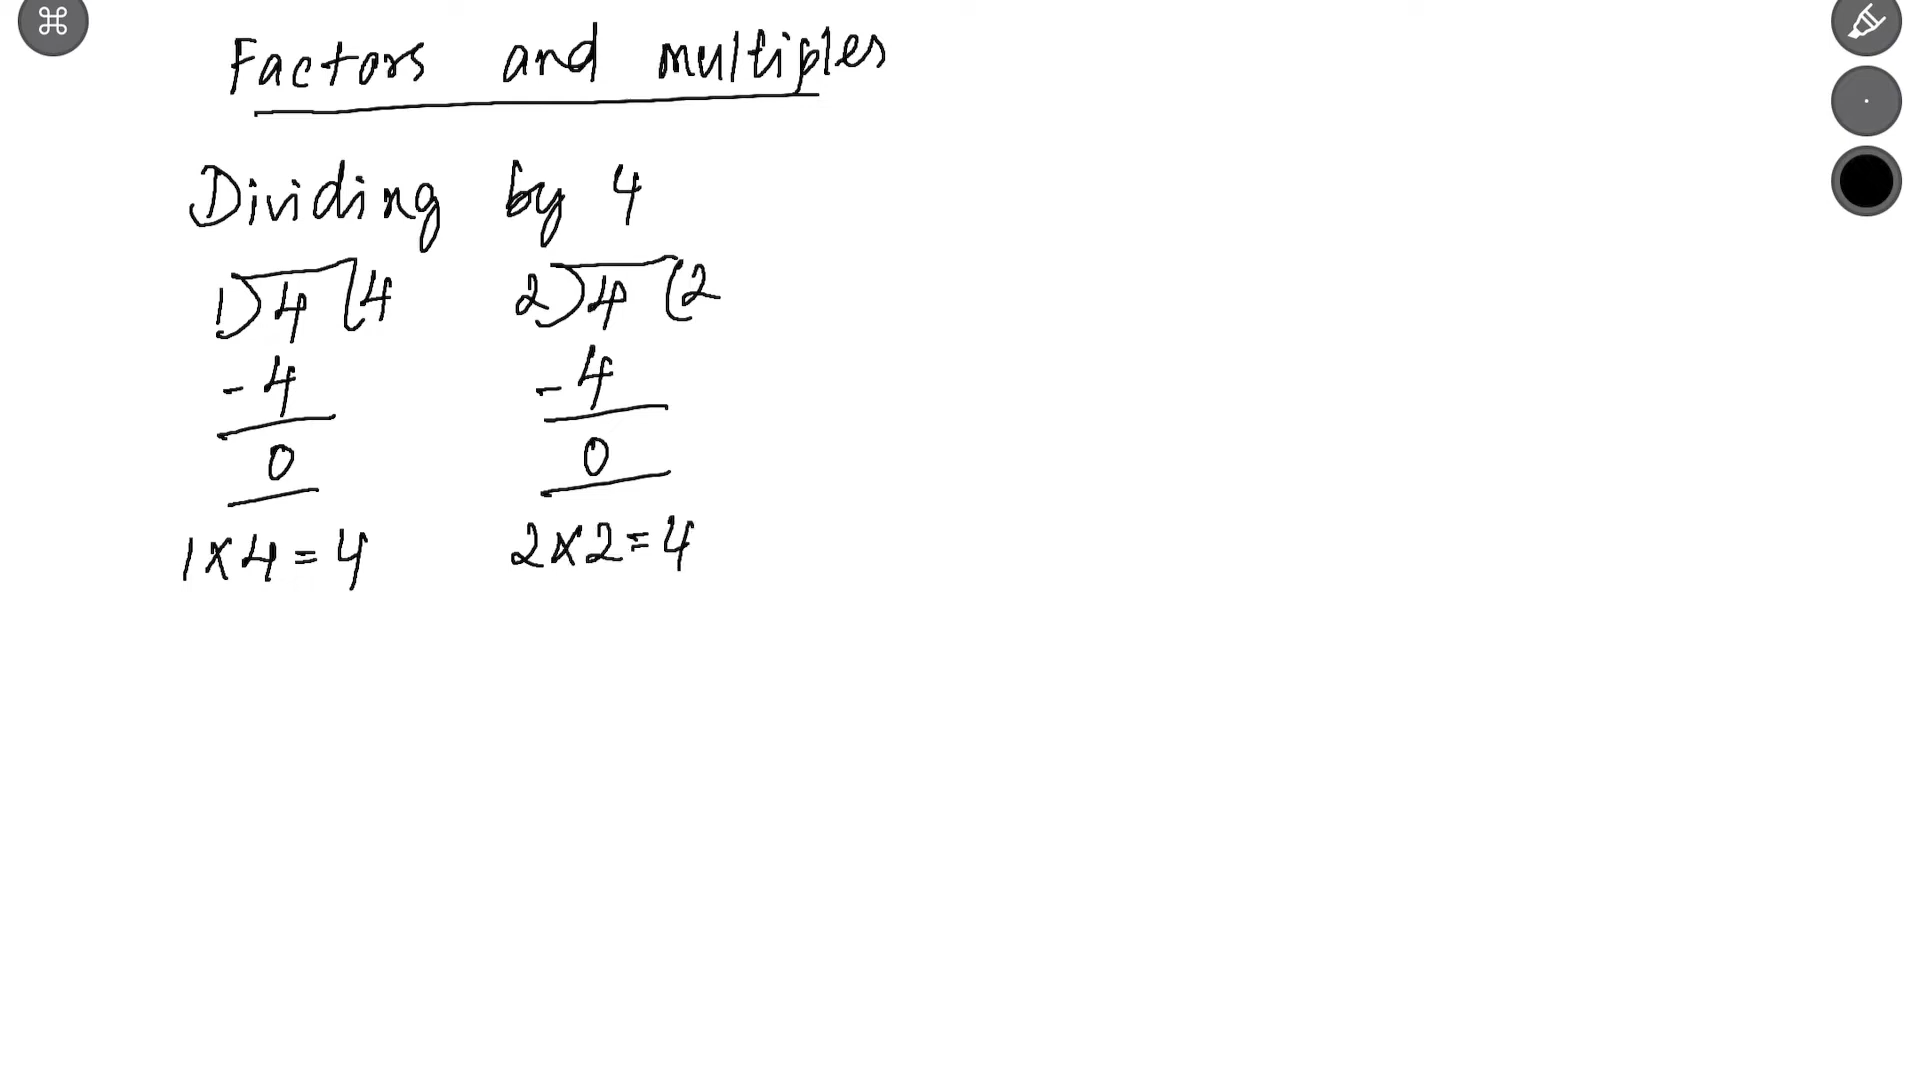 Factors and multiples
Dividing by 4
1)4(4 2)4(2
-4 -4
0 0
1x4=4 2x2=4